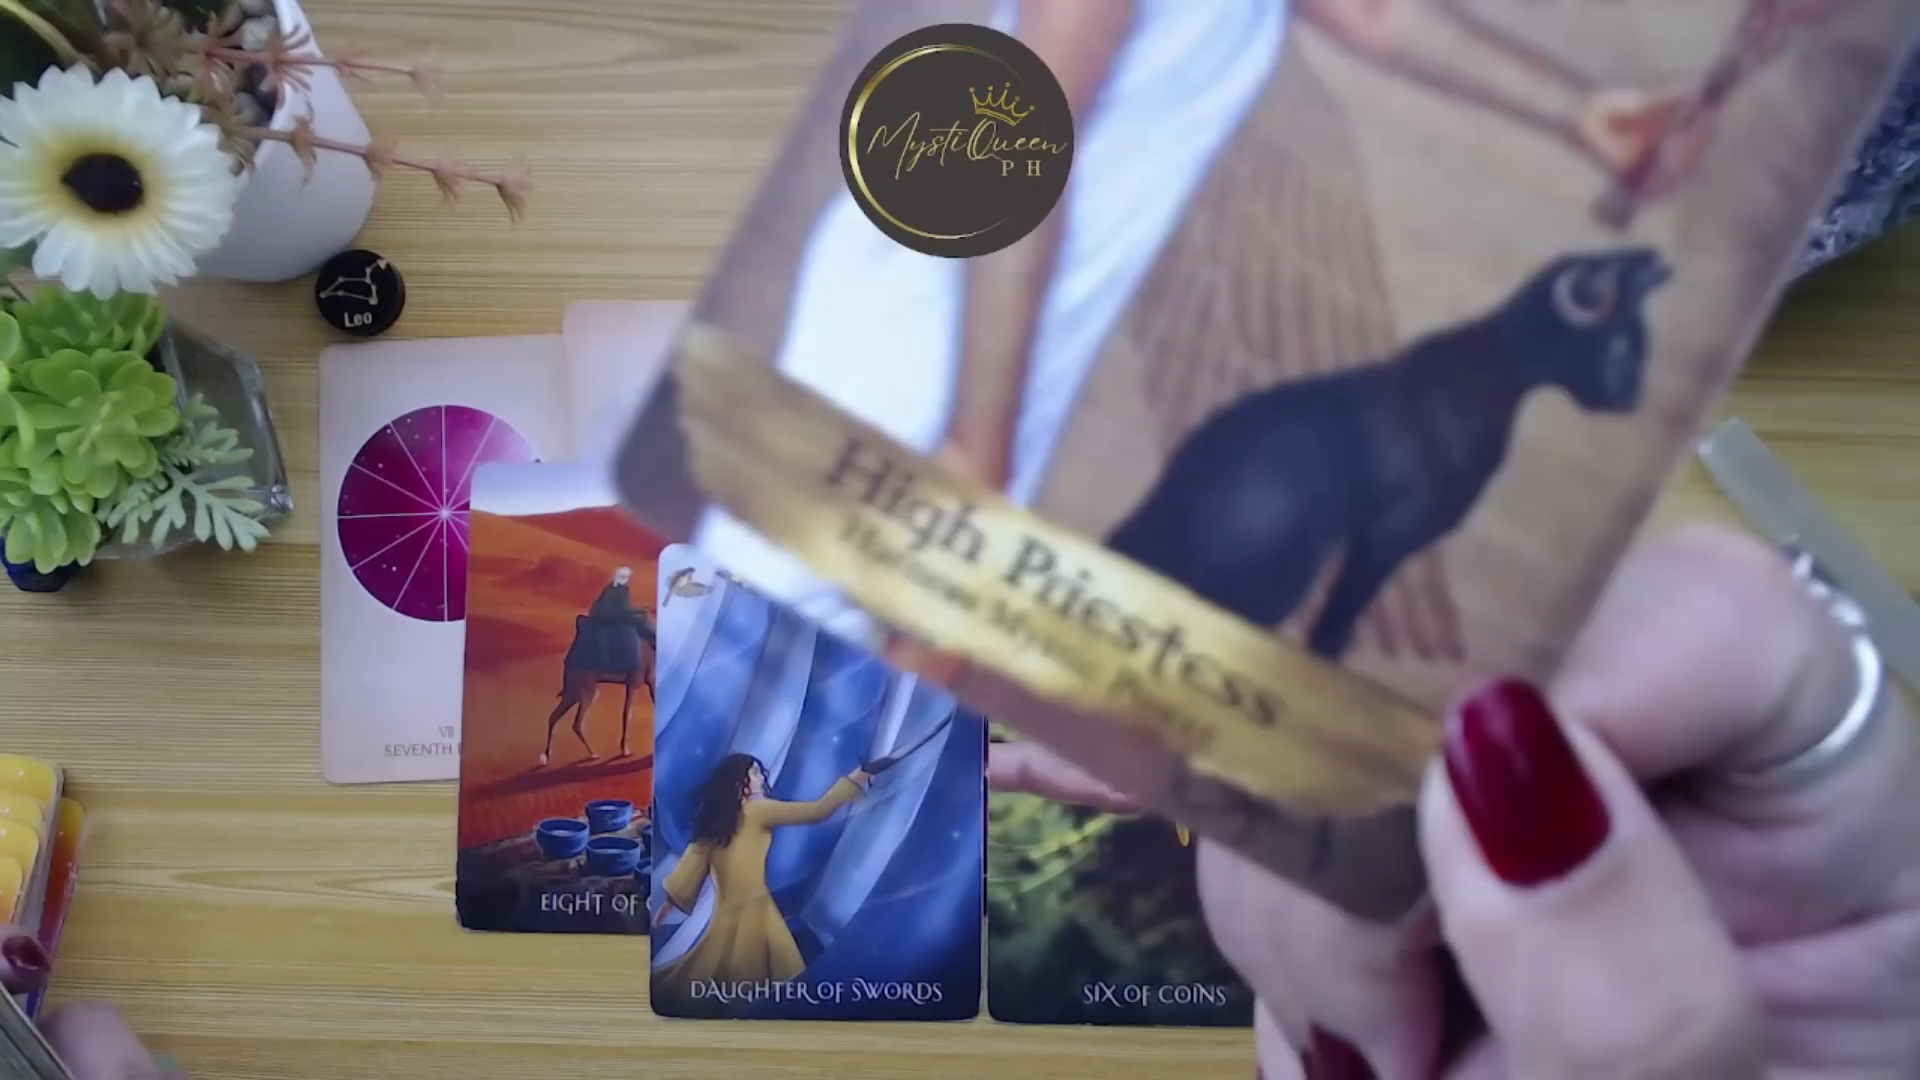 MystiQueen
PH
Leo
High Priestess
VII
SEVENTH
EIGHT OF
DAUGHTER OF SWORDS
SIX OF COINS